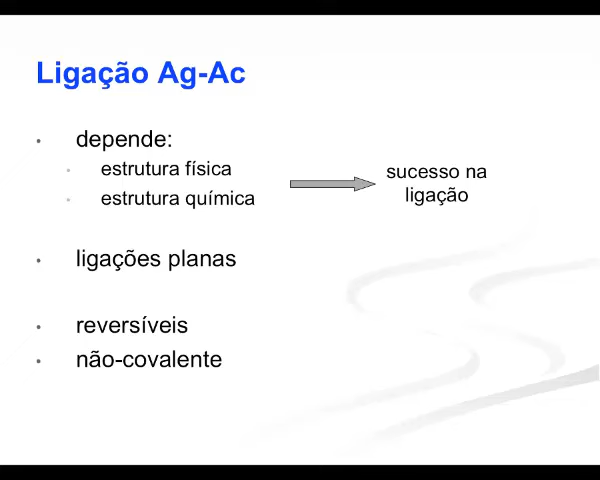 Ligação Ag-Ac
• depende:
• estrutura física
• estrutura química
sucesso na
ligação
• ligações planas
• reversíveis
• não-covalente